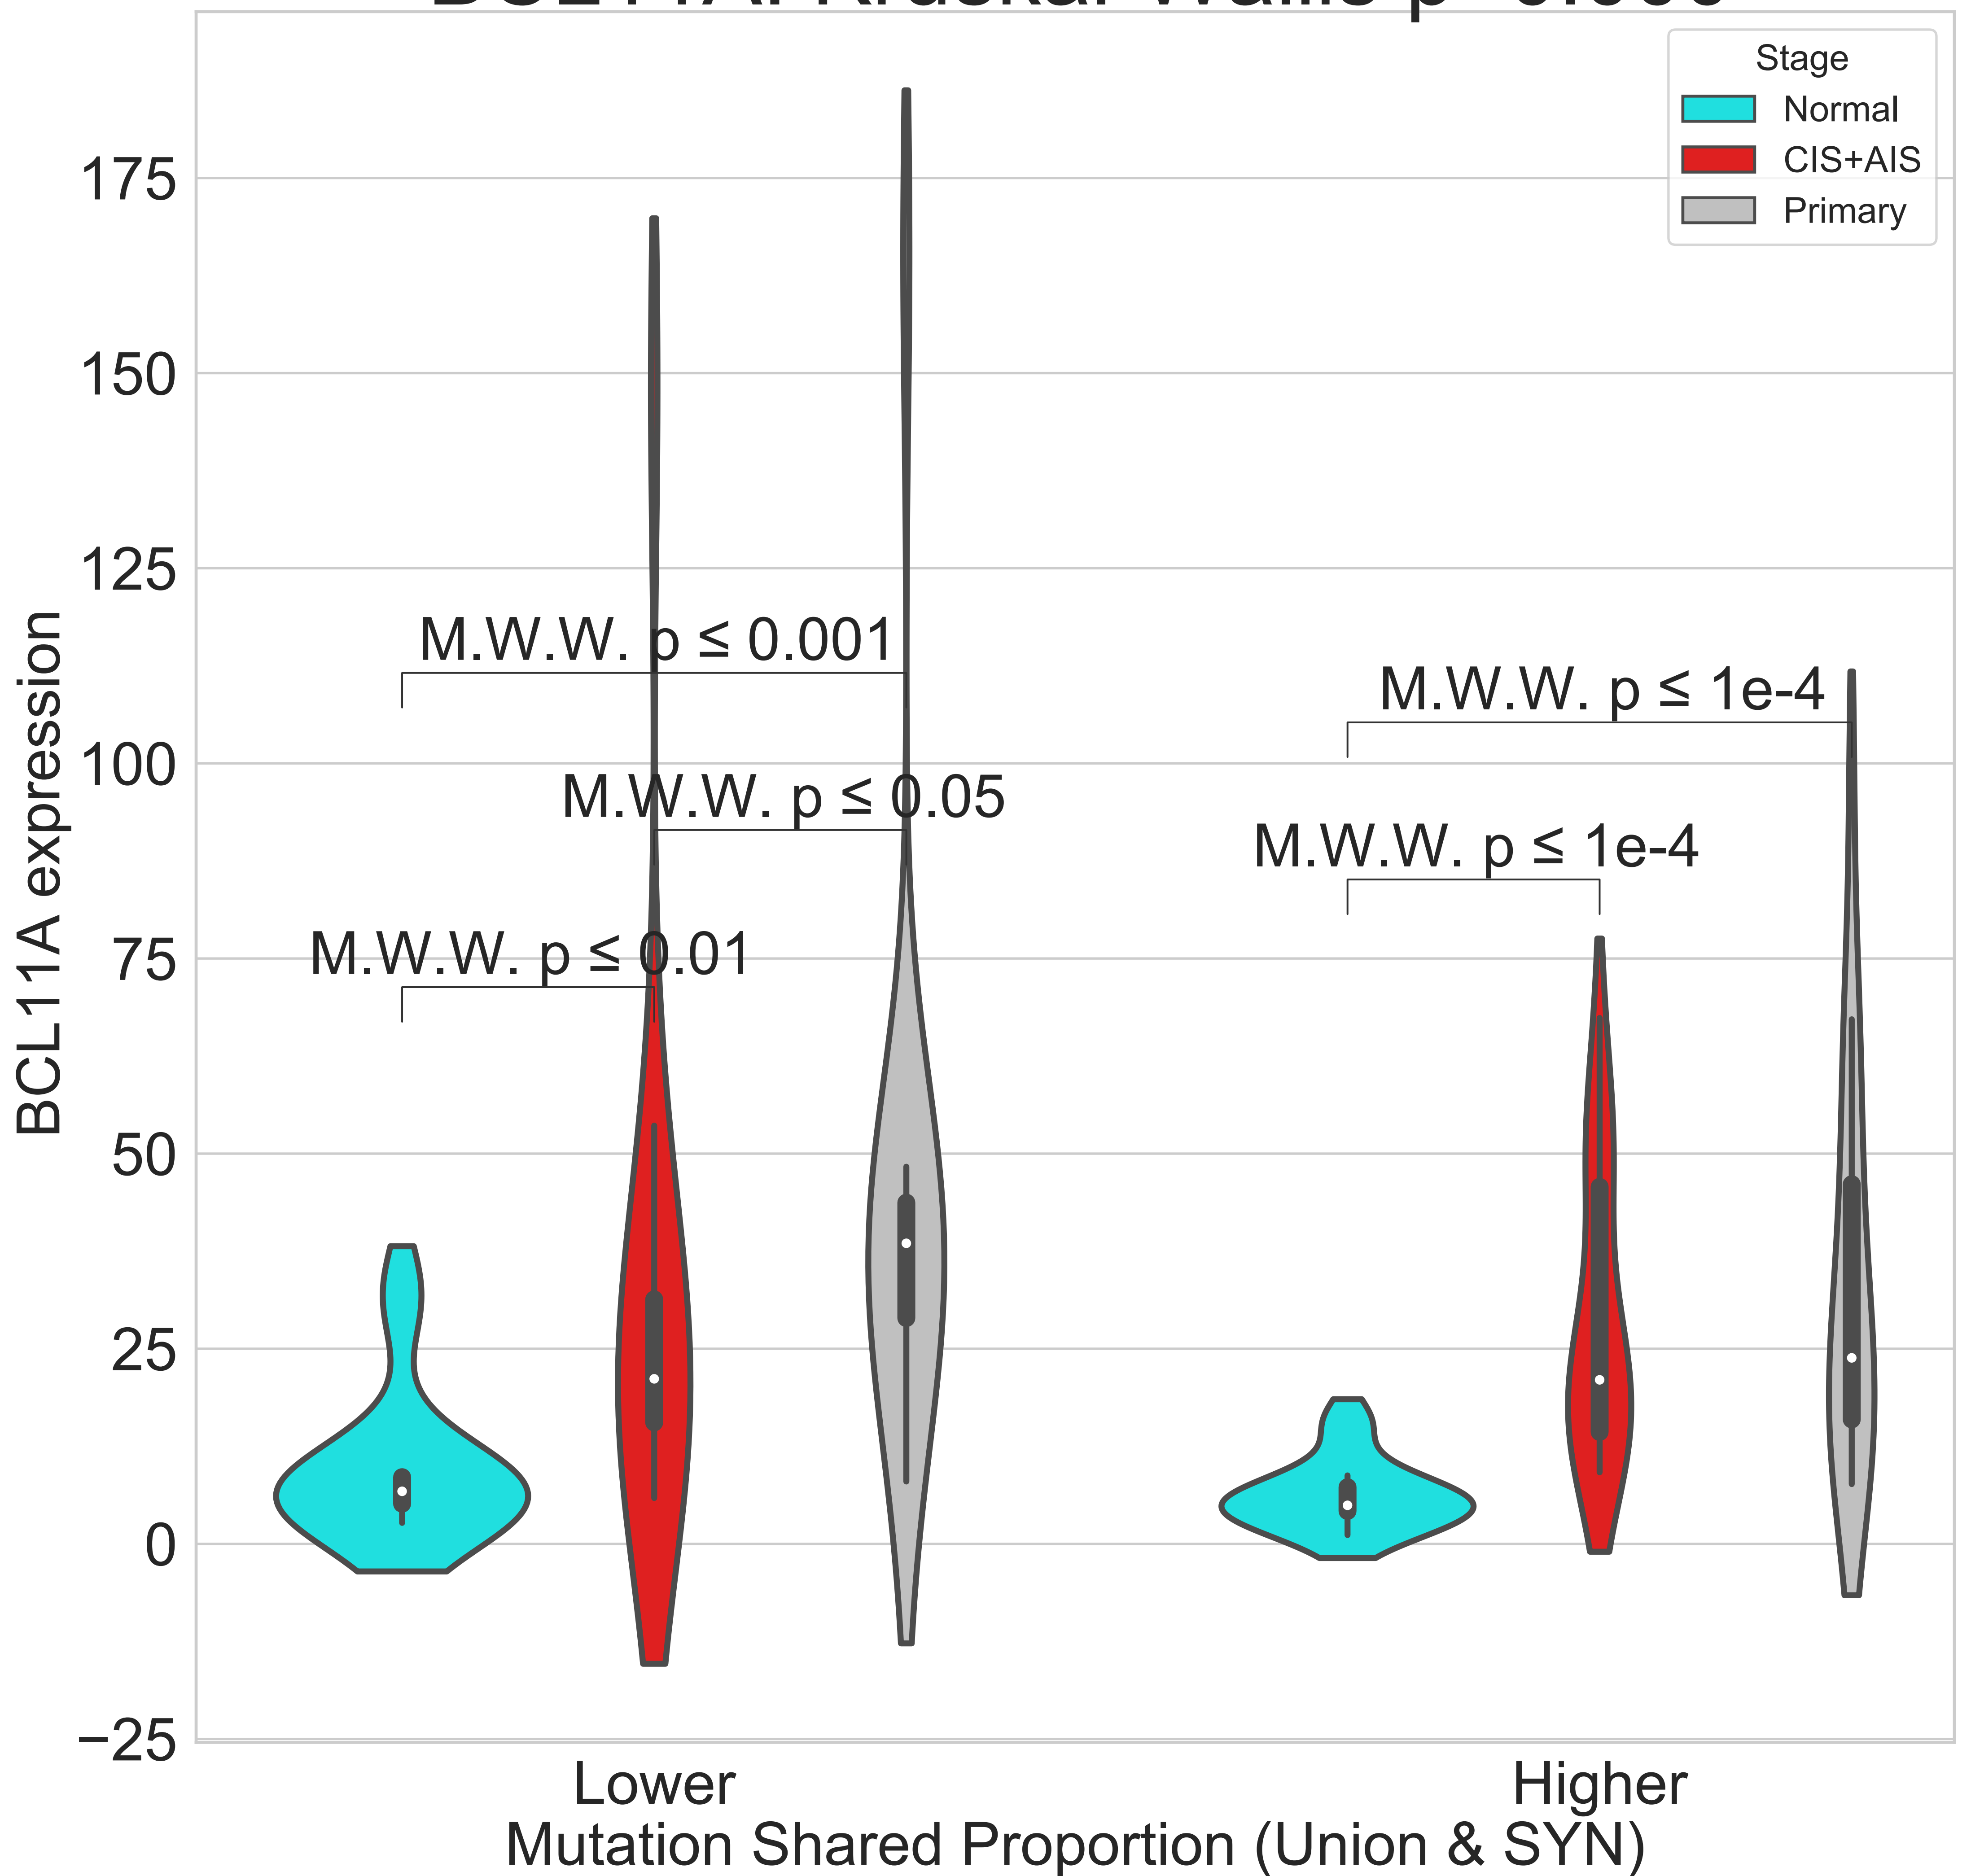 Stage
Normal
CIS+AIS
Primary
175
150
125
100
75
50
25
0
−25
BCL11A expression
M.W.W. p ≤ 0.001
M.W.W. p ≤ 0.05
M.W.W. p ≤ 0.01
M.W.W. p ≤ 1e-4
M.W.W. p ≤ 1e-4
Lower
Higher
Mutation Shared Proportion (Union & SYN)